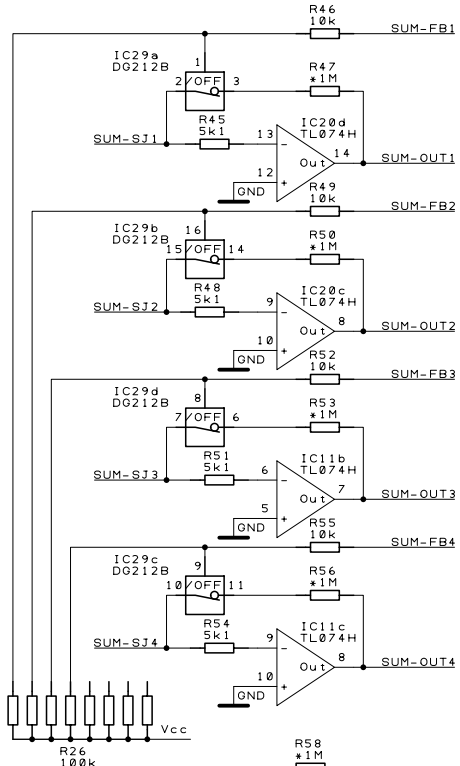 R46
10k
SUM-FB1
IC29a
DG212B
1
2
OFF
3
R47
*1M
R45
5k1
SUM-SJ1
13
IC20d
TL074H
-
Out
14
SUM-OUT1
12
+
GND
R49
10k
SUM-FB2
IC29b
DG212B
16
15
OFF
14
R50
*1M
R48
5k1
SUM-SJ2
9
IC20c
TL074H
-
Out
8
SUM-OUT2
10
+
GND
R52
10k
SUM-FB3
IC29d
DG212B
8
7
OFF
6
R53
*1M
R51
5k1
SUM-SJ3
6
IC11b
TL074H
-
Out
7
SUM-OUT3
5
+
GND
R55
10k
SUM-FB4
IC29c
DG212B
9
10
OFF
11
R56
*1M
R54
5k1
SUM-SJ4
9
IC11c
TL074H
-
Out
8
SUM-OUT4
10
+
GND
Vcc
R26
100k
R58
*1M